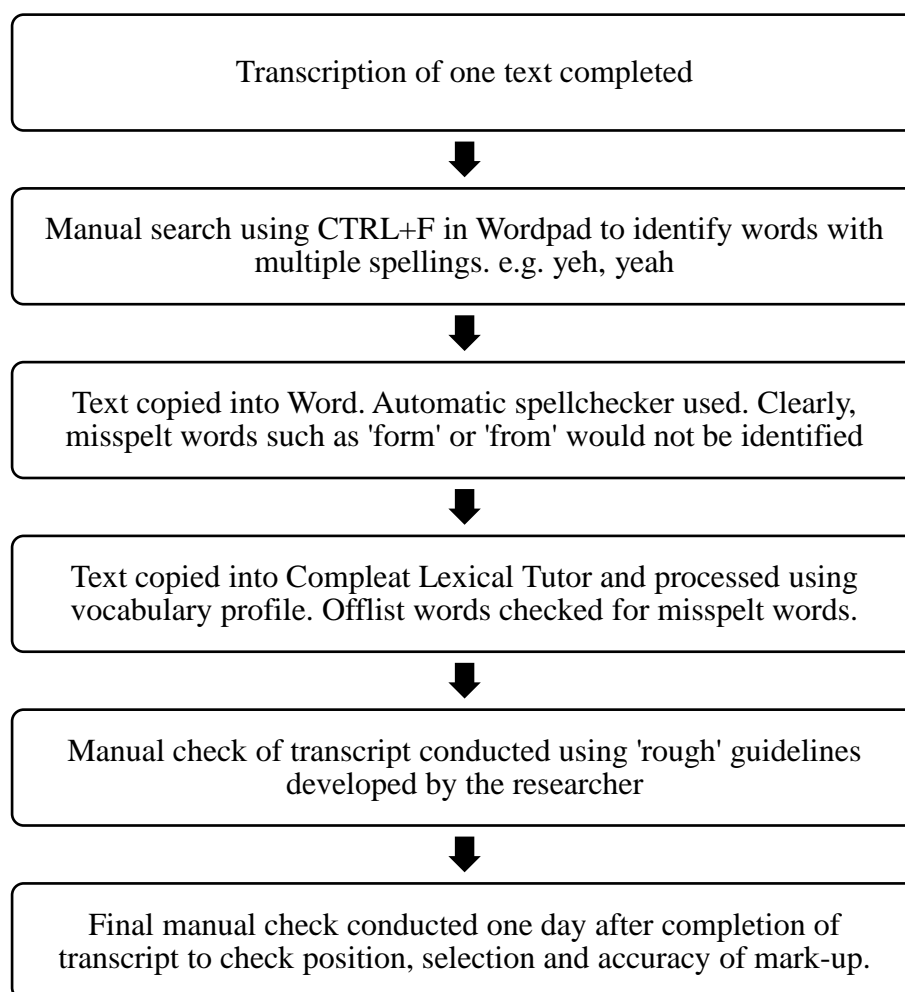 Transcription of one text completed
Manual search using CTRL+F in Wordpad to identify words with
multiple spellings. e.g. yeh, yeah
Text copied into Word. Automatic spellchecker used. Clearly,
misspelt words such as 'form' or 'from' would not be identified
Text copied into Compleat Lexical Tutor and processed using
vocabulary profile. Offlist words checked for misspelt words.
Manual check of transcript conducted using 'rough' guidelines
developed by the researcher
Final manual check conducted one day after completion of
transcript to check position, selection and accuracy of mark-up.